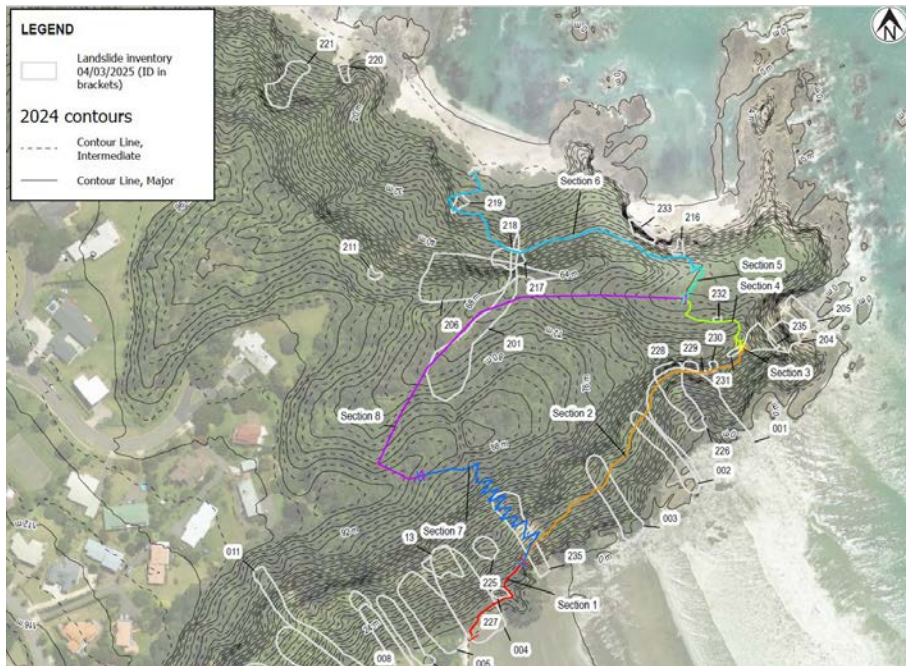 LEGEND
Landslide inventory
04/03/2025 (ID in
brackets)
2024 contours
Contour Line,
Intermediate
Contour Line, Major
N
221
220
219
218
211
Section 6
233
216
Section 5
Section 4
232
217
64 m
206
201
230
229
228
235
205
204
Section 3
231
Section 2
Section 8
001
226
002
003
Section 7
13
011
235
225
Section 1
227
004
008
005